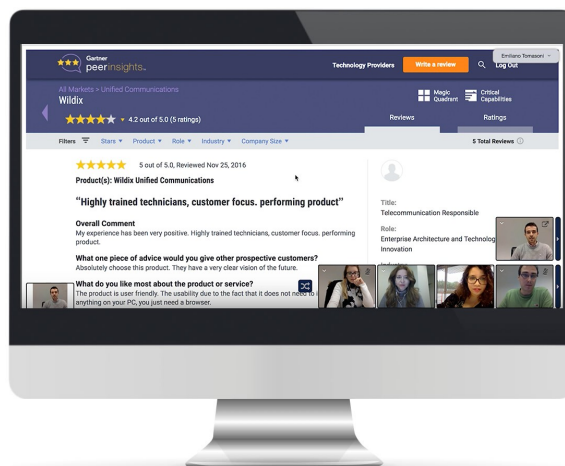 Gartner
peerinsights™
Technology Providers
Write a review
Emiliano Tomasoni
Log Out
All Markets > Unified Communications
Wildix
4.2 out of 5.0 (5 ratings)
Magic Quadrant
Critical Capabilities
Reviews
Ratings
Filters
Stars
Product
Role
Industry
Company Size
5 Total Reviews
5 out of 5.0, Reviewed Nov 25, 2016
Product(s): Wildix Unified Communications
“Highly trained technicians, customer focus. performing product”
Overall Comment
My experience has been very positive. Highly trained technicians, customer focus. performing
product.
What one piece of advice would you give other prospective customers?
Absolutely choose this product. They have a very clear vision of the future.
What do you like most about the product or service?
The product is user friendly. The usability due to the fact that it does not need to
anything on your PC, you just need a browser.
Title:
Telecommunication Responsible
Role:
Enterprise Architecture and Technolog
Innovation